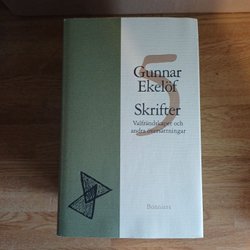 5
Gunnar
Ekelöf
Skrifter
Valfrändskaper och
andra översättningar
Bonniers